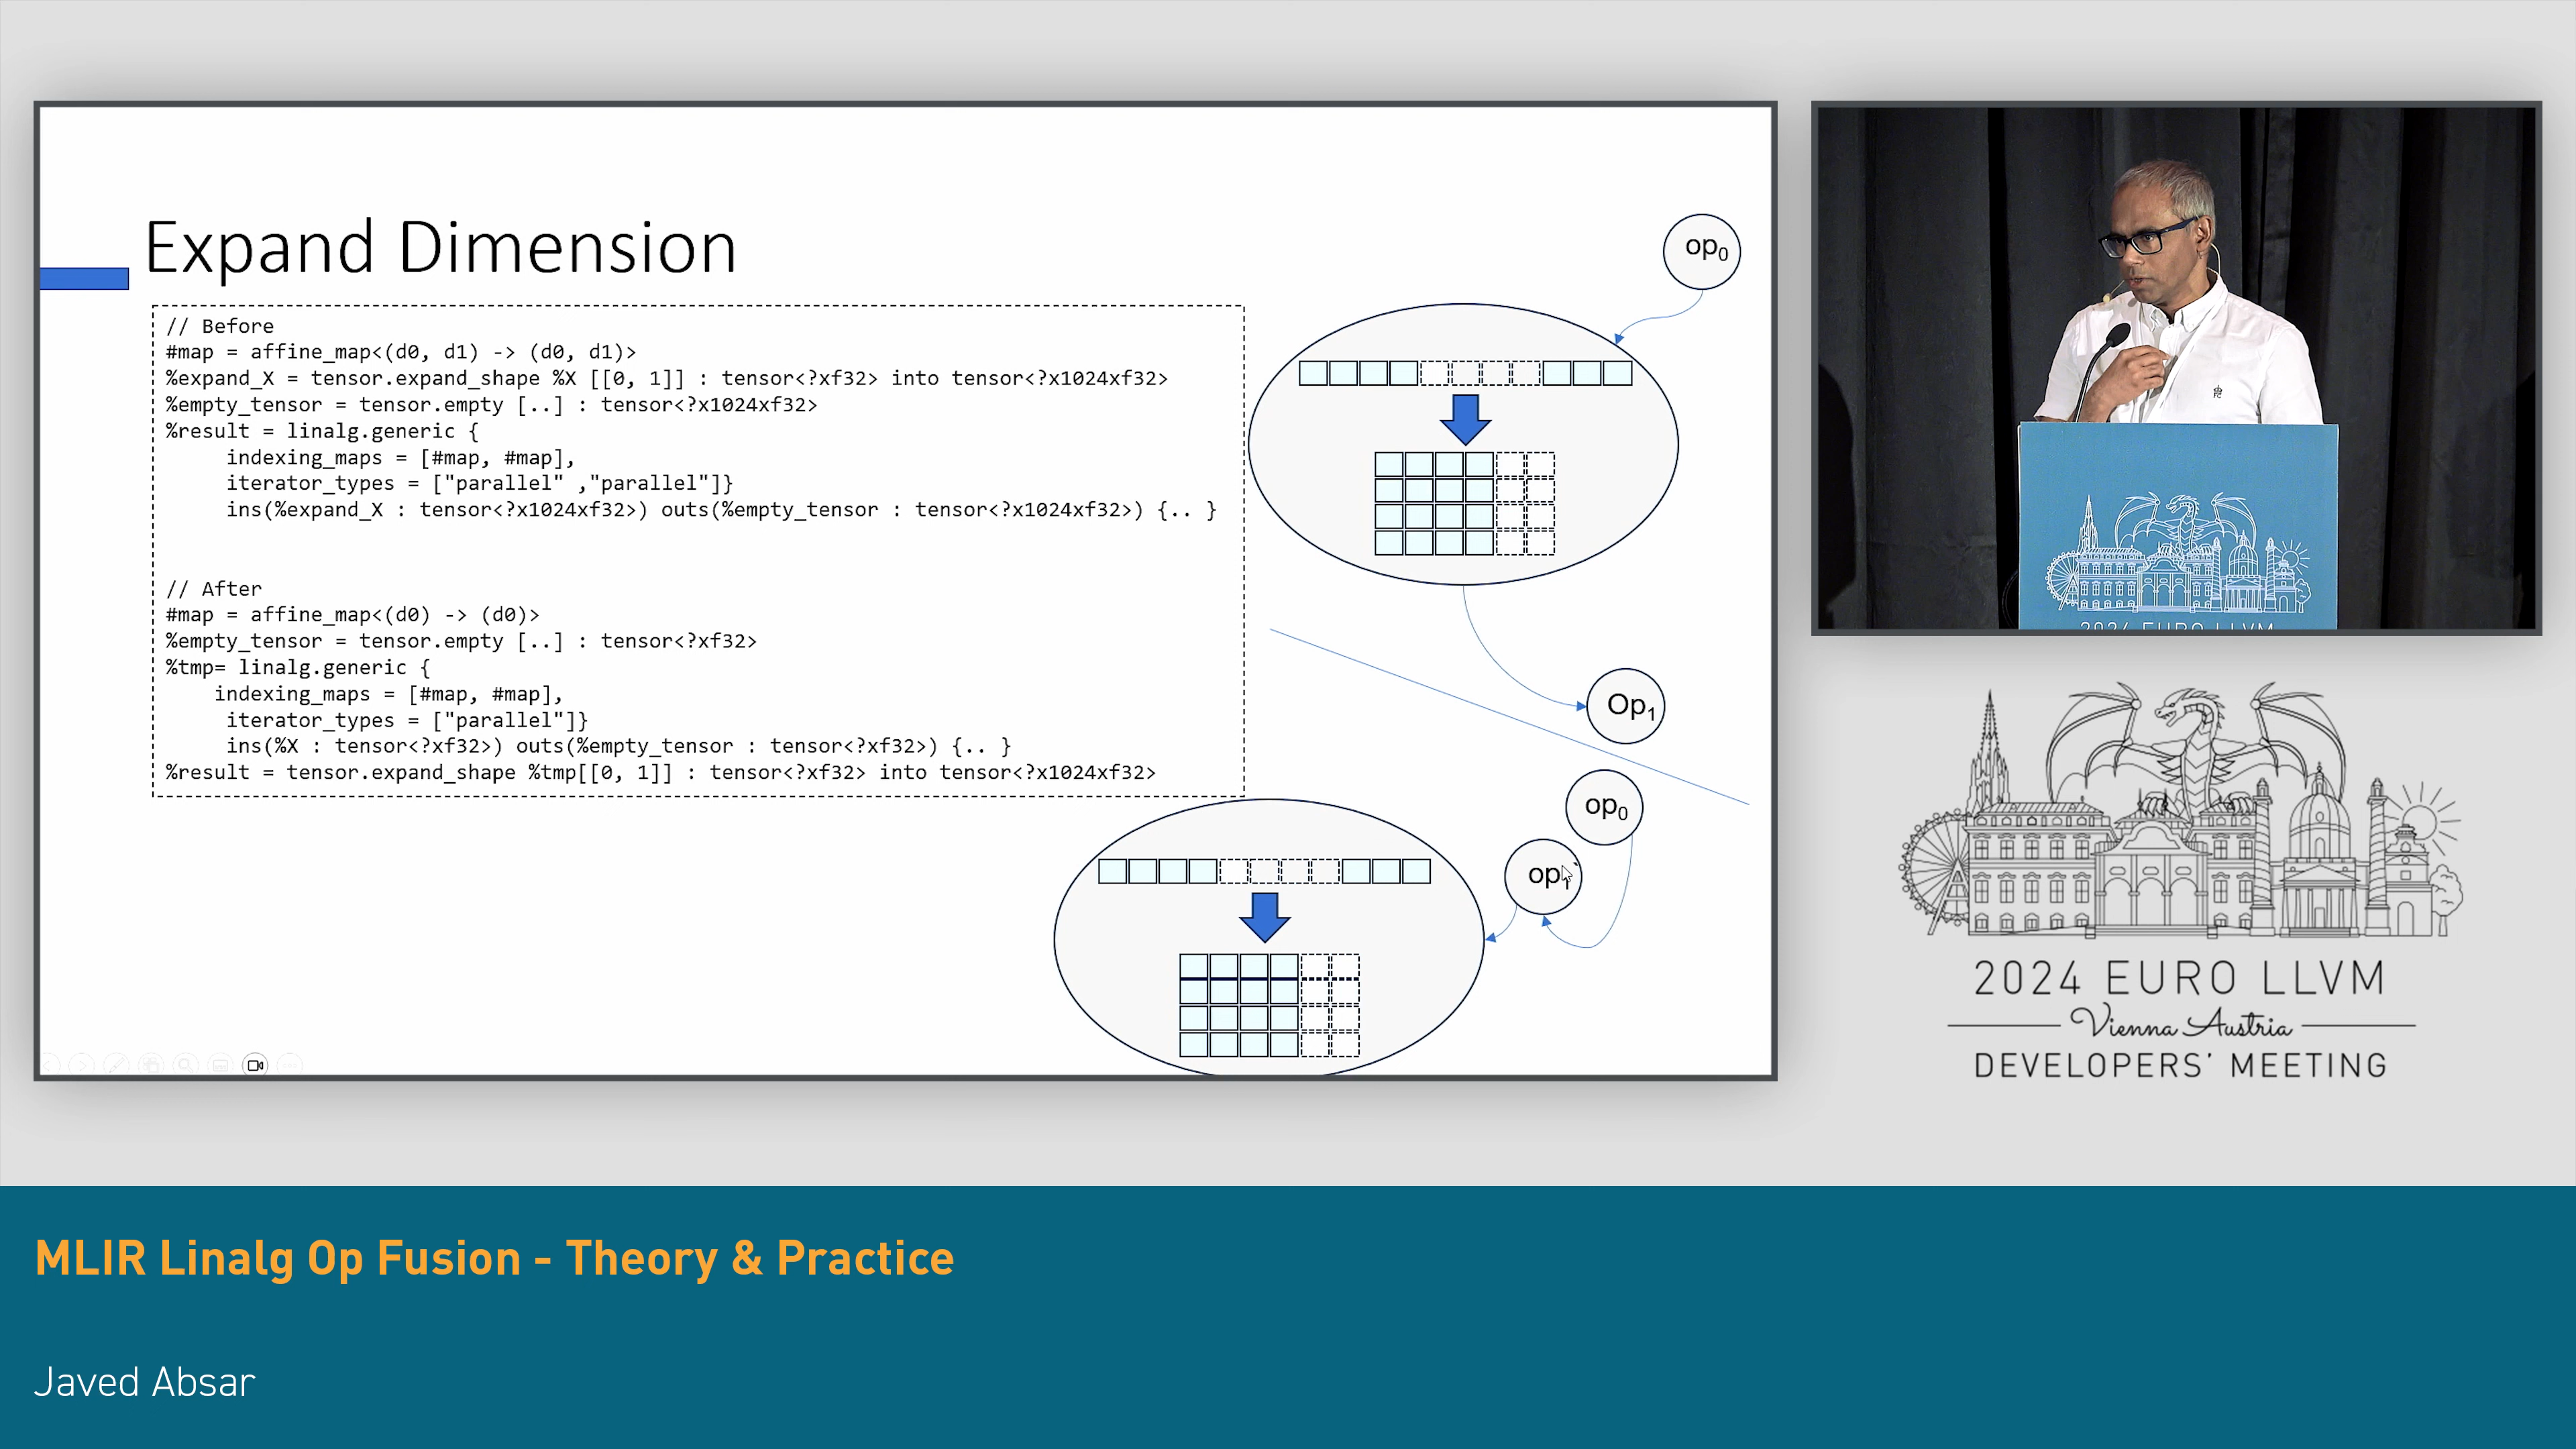 Expand Dimension
// Before
#map = affine_map<(d0, d1) -> (d0, d1)>
%expand_X = tensor.expand_shape %X [[0, 1]] : tensor<?xf32> into tensor<?x1024xf32>
%empty_tensor = tensor.empty [..] : tensor<?x1024xf32>
%result = linalg.generic {
indexing_maps = [#map, #map],
iterator_types = ["parallel" ,"parallel"]}
ins(%expand_X : tensor<?x1024xf32>) outs(%empty_tensor : tensor<?x1024xf32>) {.. }
// After
#map = affine_map<(d0) -> (d0)>
%empty_tensor = tensor.empty [..] : tensor<?xf32>
%tmp= linalg.generic {
indexing_maps = [#map, #map],
iterator_types = ["parallel"]}
ins(%X : tensor<?xf32>) outs(%empty_tensor : tensor<?xf32>) {.. }
%result = tensor.expand_shape %tmp[[0, 1]] : tensor<?xf32> into tensor<?x1024xf32>
op0
Op1
op0
op
2024 EURO LLVM
Vienna Austria
DEVELOPERS' MEETING
MLIR Linalg Op Fusion - Theory & Practice
Javed Absar